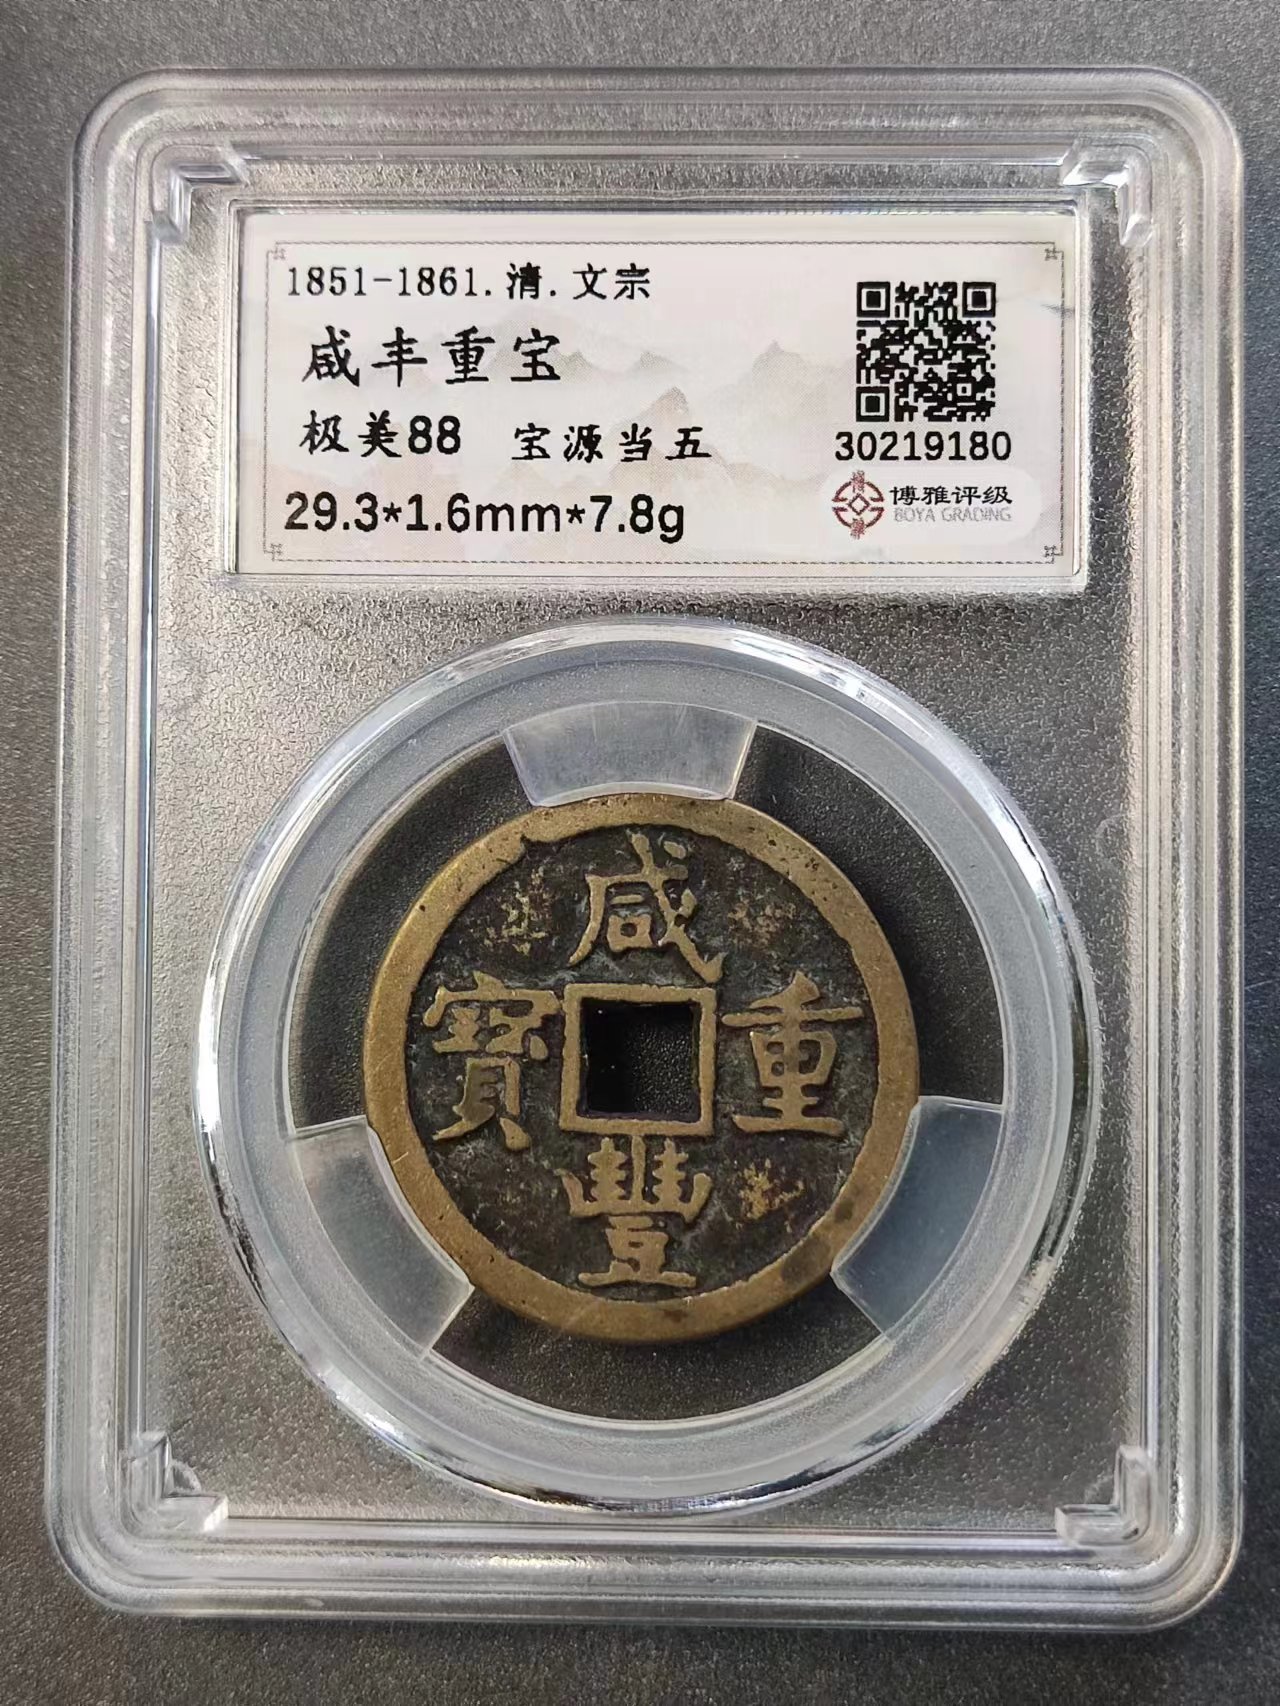 1851-1861.清.文宗
咸丰重宝
极美88 宝源当五
29.3*1.6mm*7.8g
30219180
博雅评级
BOYA GRADING
咸
寶 重
豐